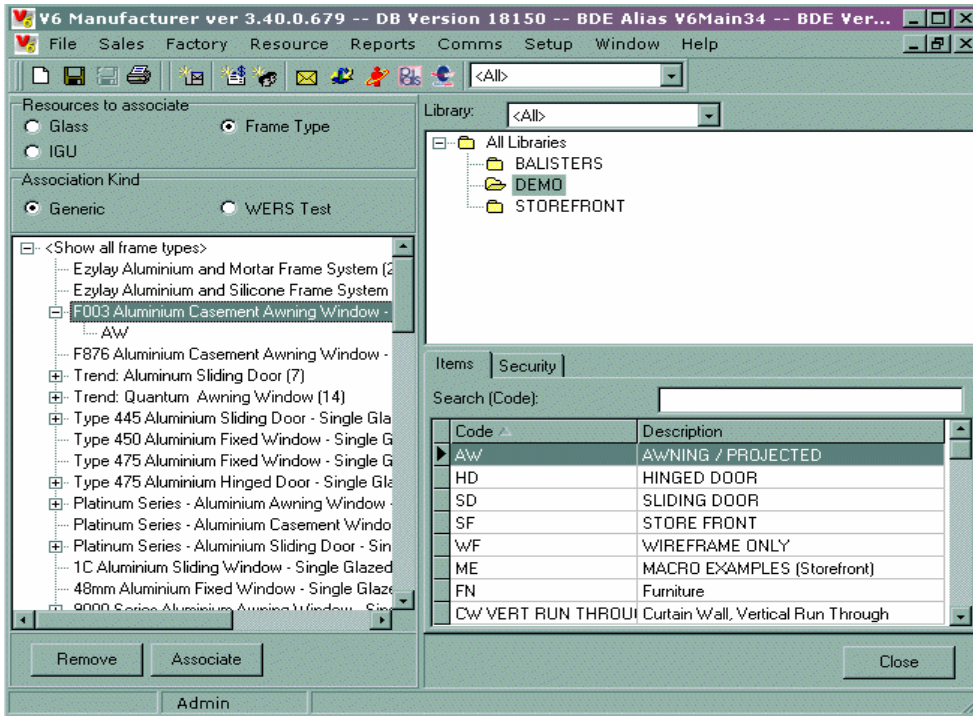 V6 Manufacturer ver 3.40.0.679 -- DB Version 18150 -- BDE Alias V6Main34 -- BDE Ver...
File Sales Factory Resource Reports Comms Setup Window Help
<All>
Resources to associate
Glass Frame Type
IGU
Association Kind
Generic WERS Test
<Show all frame types>
Ezylay Aluminium and Mortar Frame System (2
Ezylay Aluminium and Silicone Frame System
F003 Aluminium Casement Awning Window -
AW
F876 Aluminium Casement Awning Window -
Trend: Aluminum Sliding Door (7)
Trend: Quantum Awning Window (14)
Type 445 Aluminium Sliding Door - Single Gla
Type 450 Aluminium Fixed Window - Single G
Type 475 Aluminium Fixed Window - Single G
Type 475 Aluminium Hinged Door - Single Gla
Platinum Series - Aluminium Awning Window -
Platinum Series - Aluminium Casement Windo
Platinum Series - Aluminium Sliding Door - Sin
1C Aluminium Sliding Window - Single Glazed
48mm Aluminium Fixed Window - Single Glaze
9000 Series Aluminium Awning Window - Sing
Remove Associate
Library: <All>
All Libraries
BALISTERS
DEMO
STOREFRONT
Items Security
Search (Code):
Code Description
AW AWNING / PROJECTED
HD HINGED DOOR
SD SLIDING DOOR
SF STORE FRONT
WF WIREFRAME ONLY
ME MACRO EXAMPLES (Storefront)
FN Furniture
CW VERT RUN THROU Curtain Wall, Vertical Run Through
Close
Admin